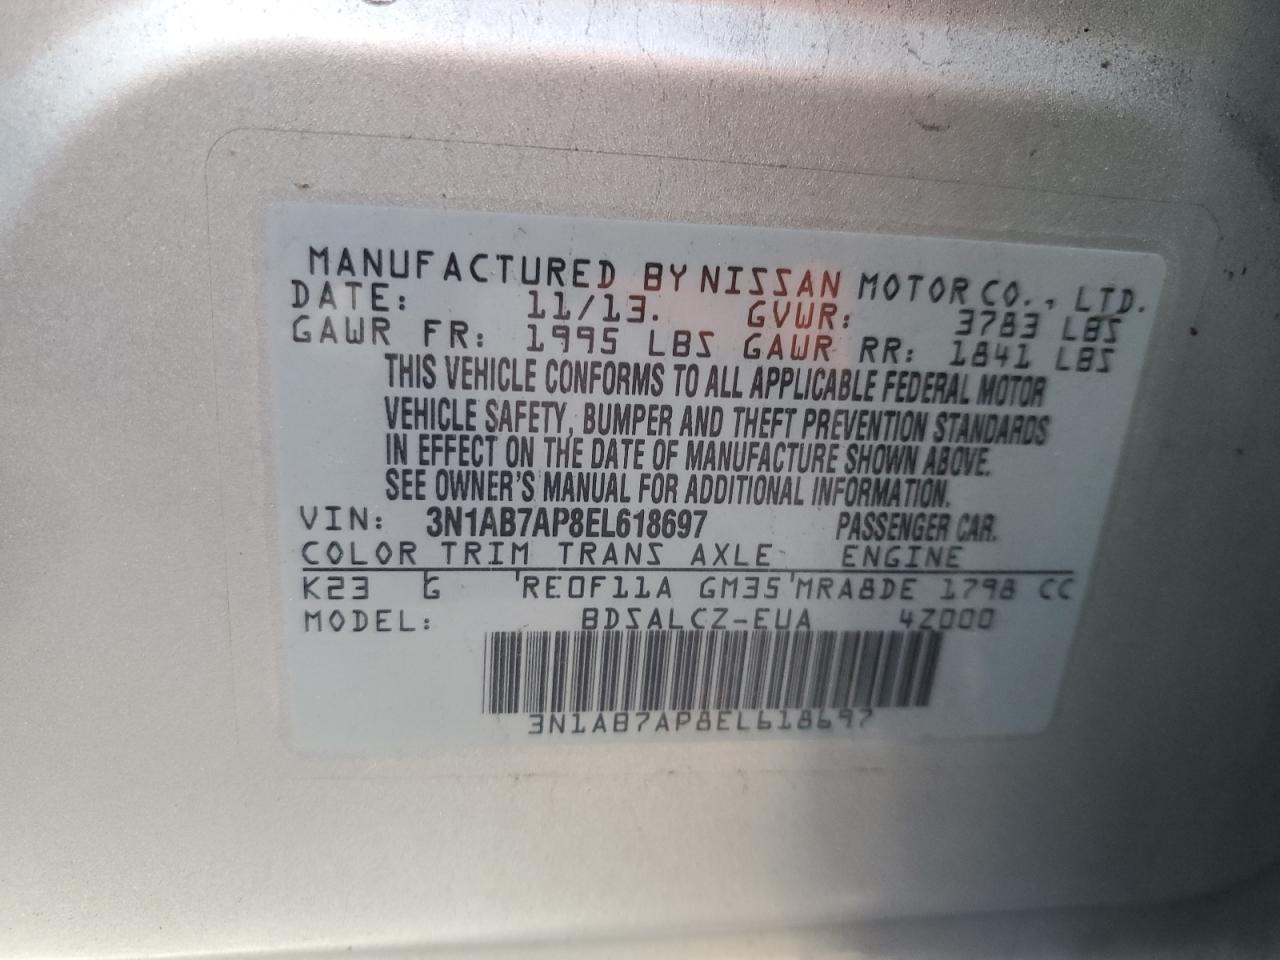 MANUFACTURED BY NISSAN MOTOR CO., LTD.
DATE: 11/13. GVWR: 3783 LBS
GAWR FR: 1995 LBS GAWR RR: 1841 LBS
THIS VEHICLE CONFORMS TO ALL APPLICABLE FEDERAL MOTOR
VEHICLE SAFETY, BUMPER AND THEFT PREVENTION STANDARDS
IN EFFECT ON THE DATE OF MANUFACTURE SHOWN ABOVE.
SEE OWNER'S MANUAL FOR ADDITIONAL INFORMATION.
VIN: 3N1AB7AP8EL618697 PASSENGER CAR.
COLOR TRIM TRANS AXLE ENGINE
K23 G RE0F11A GM35 MRA8DE 1798 CC
MODEL: BDSALCZ-EUA 4Z000
3N1AB7AP8EL618697